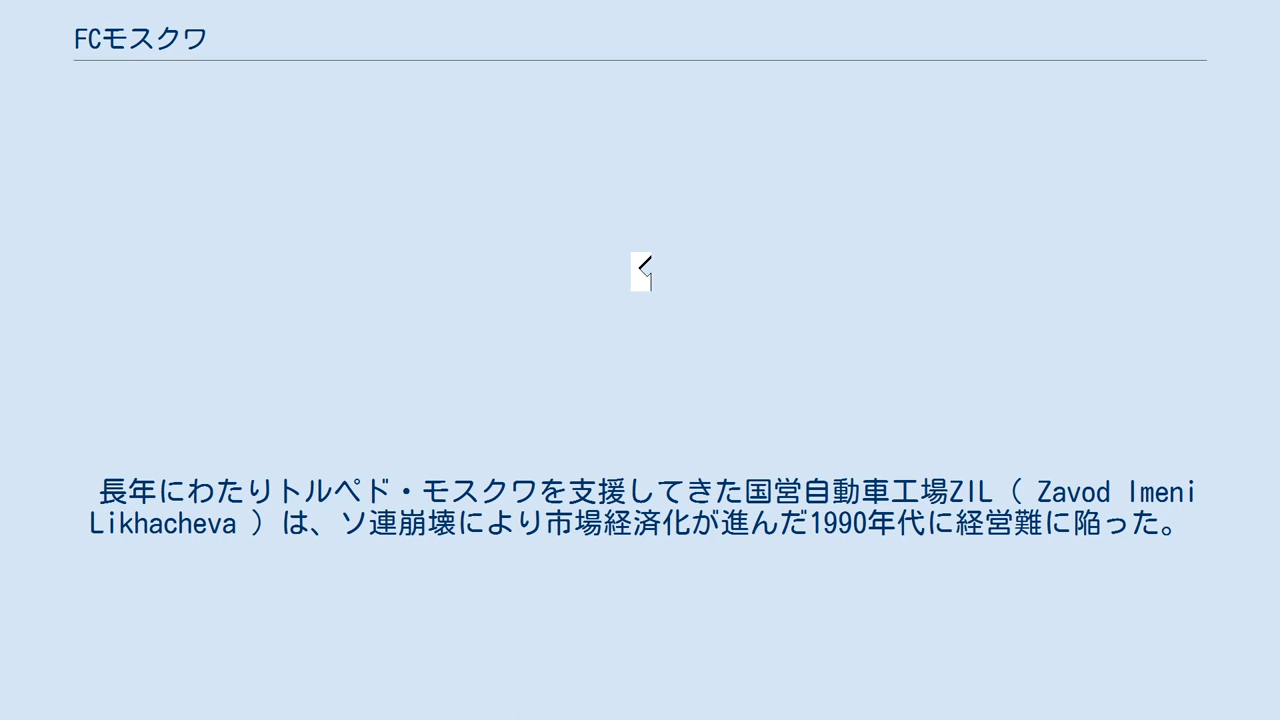 FCモスクワ
長年にわたりトルペド・モスクワを支援してきた国営自動車工場ZIL ( Zavod Imeni
Likhacheva ) は、ソ連崩壊により市場経済化が進んだ1990年代に経営難に陥った。